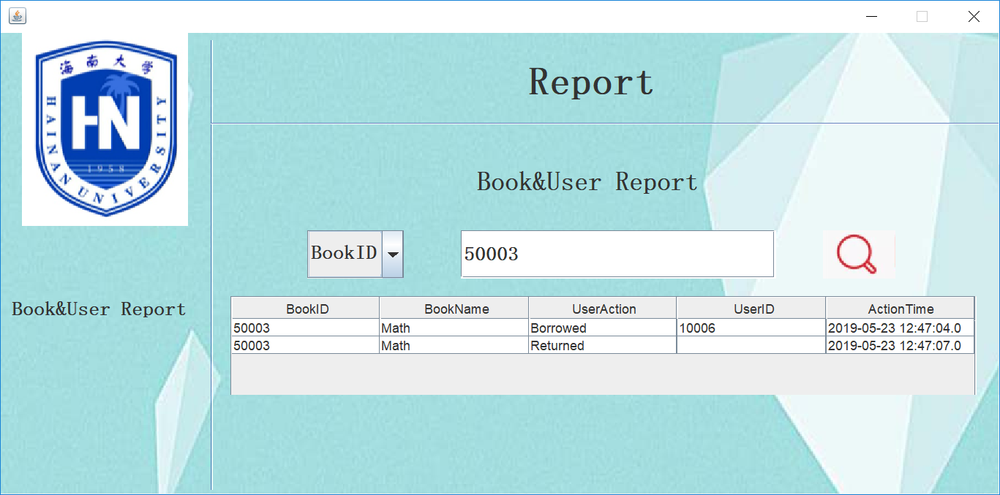 海南大学
HN
1958
HAINAN UNIVERSITY
Report
Book&User Report
BookID 50003
Book&User Report
BookID BookName UserAction UserID ActionTime
50003 Math Borrowed 10006 2019-05-23 12:47:04.0
50003 Math Returned 2019-05-23 12:47:07.0